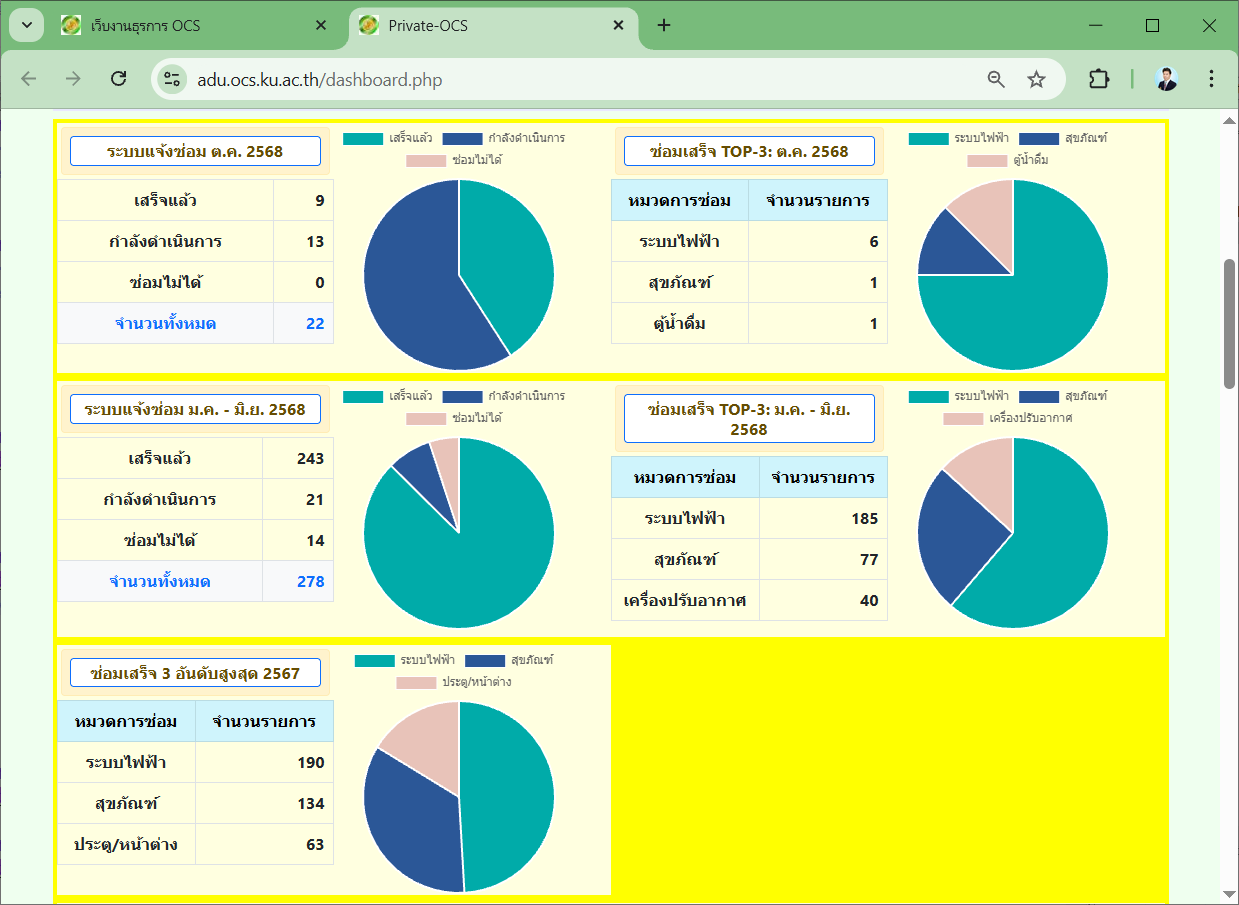 เว็บงานธุรการ OCS
Private-OCS
adu.ocs.ku.ac.th/dashboard.php
ระบบแจ้งซ่อม ต.ค. 2568
เสร็จแล้ว 9
กำลังดำเนินการ 13
ซ่อมไม่ได้ 0
จำนวนทั้งหมด 22
เสร็จแล้ว กำลังดำเนินการ
ซ่อมไม่ได้
ซ่อมเสร็จ TOP-3: ต.ค. 2568
หมวดการซ่อม จำนวนรายการ
ระบบไฟฟ้า 6
สุขภัณฑ์ 1
ตู้น้ำดื่ม 1
ระบบไฟฟ้า สุขภัณฑ์
ตู้น้ำดื่ม
ระบบแจ้งซ่อม ม.ค. - มิ.ย. 2568
เสร็จแล้ว 243
กำลังดำเนินการ 21
ซ่อมไม่ได้ 14
จำนวนทั้งหมด 278
เสร็จแล้ว กำลังดำเนินการ
ซ่อมไม่ได้
ซ่อมเสร็จ TOP-3: ม.ค. - มิ.ย.
2568
หมวดการซ่อม จำนวนรายการ
ระบบไฟฟ้า 185
สุขภัณฑ์ 77
เครื่องปรับอากาศ 40
ระบบไฟฟ้า สุขภัณฑ์
เครื่องปรับอากาศ
ซ่อมเสร็จ 3 อันดับสูงสุด 2567
หมวดการซ่อม จำนวนรายการ
ระบบไฟฟ้า 190
สุขภัณฑ์ 134
ประตู/หน้าต่าง 63
ระบบไฟฟ้า สุขภัณฑ์
ประตู/หน้าต่าง